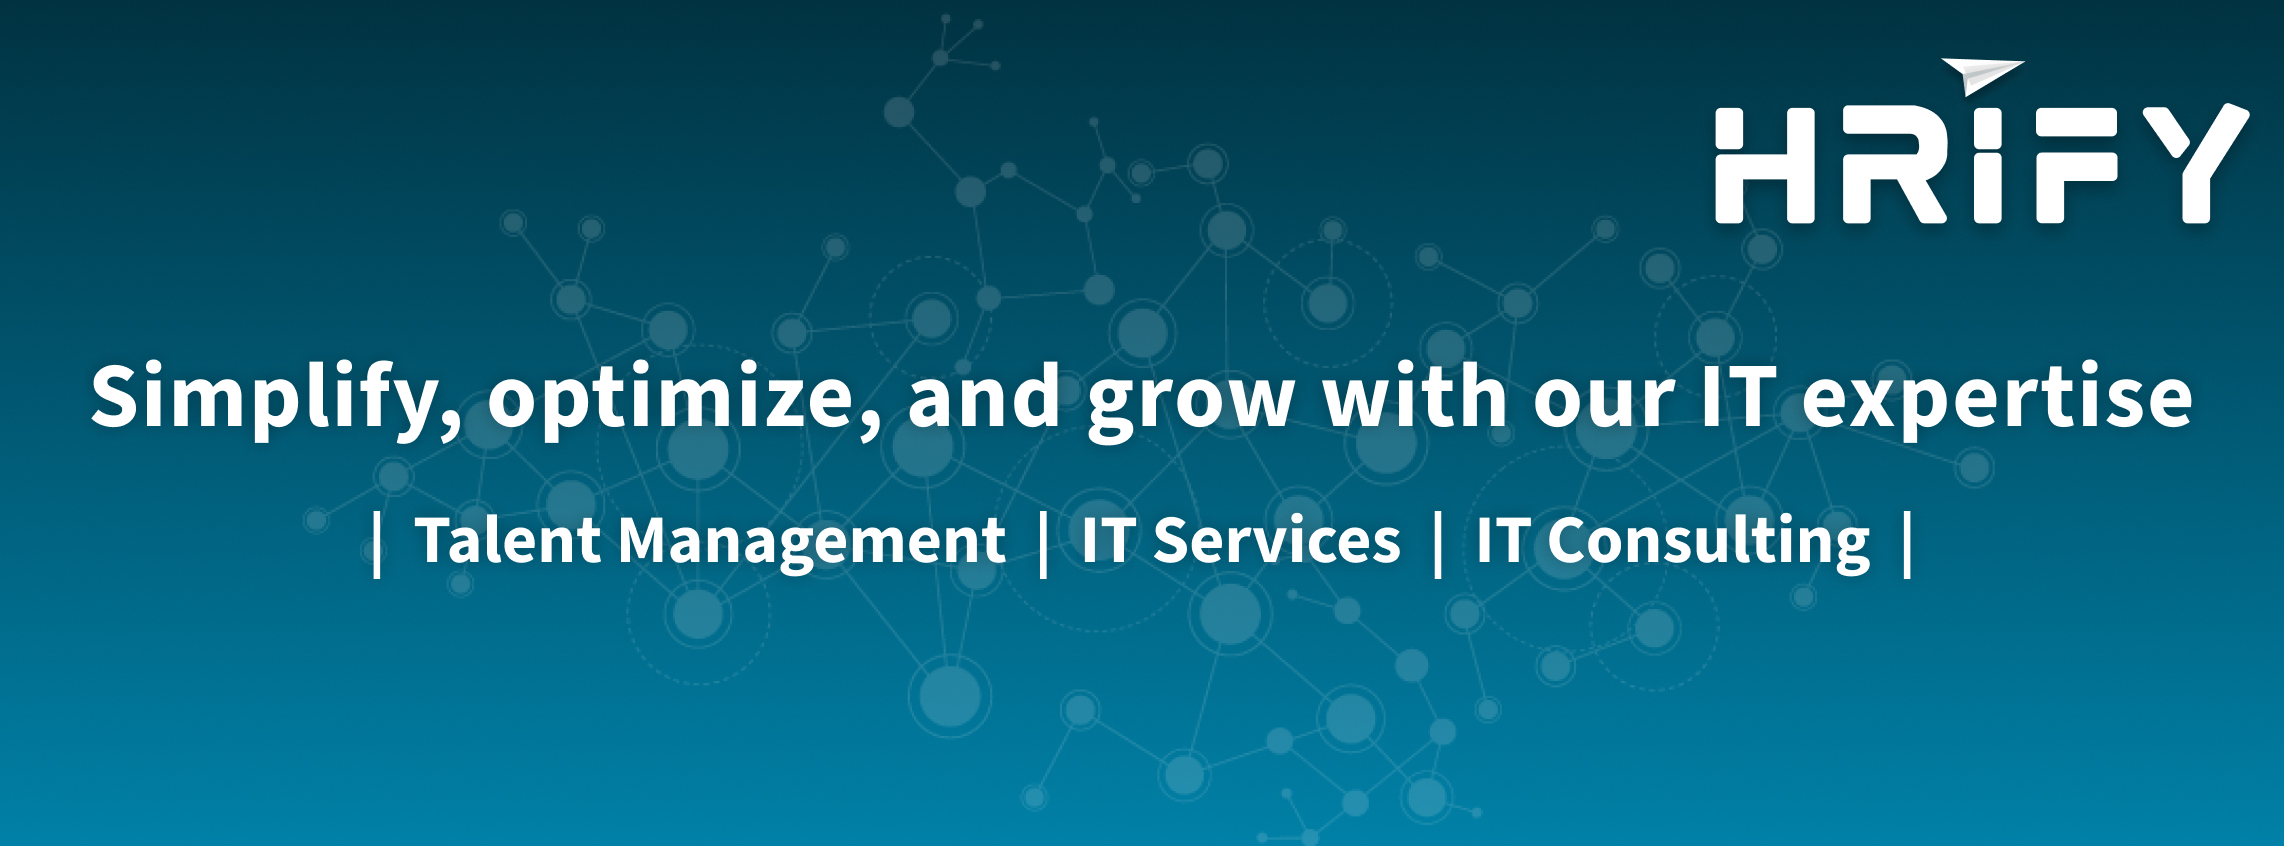 HRIFY
Simplify, optimize, and grow with our IT expertise
| Talent Management | IT Services | IT Consulting |